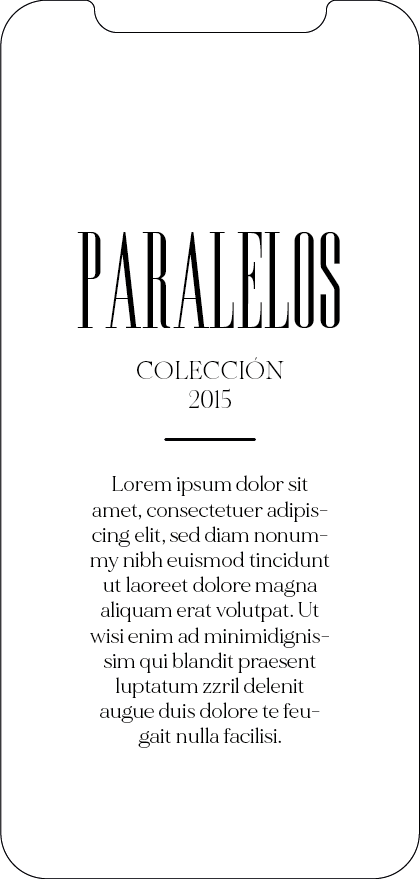 PARALELOS
COLECCIÓN
2015
Lorem ipsum dolor sit
amet, consectetuer adipis-
cing elit, sed diam nonum-
my nibh euismod tincidunt
ut laoreet dolore magna
aliquam erat volutpat. Ut
wisi enim ad minimidignis-
sim qui blandit praesent
luptatum zzril delenit
augue duis dolore te feu-
gait nulla facilisi.